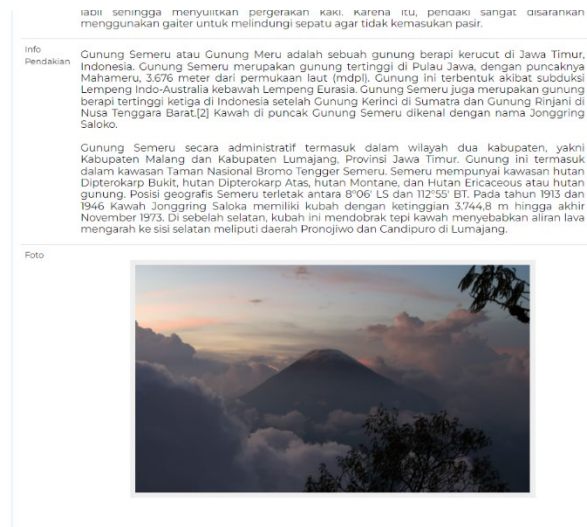 labil sehingga menyulitkan pergerakan kaki. Karena itu, pendaki sangat disarankan
menggunakan gaiter untuk melindungi sepatu agar tidak kemasukan pasir.
Info
Pendakian
Gunung Semeru atau Gunung Meru adalah sebuah gunung berapi kerucut di Jawa Timur,
Indonesia. Gunung Semeru merupakan gunung tertinggi di Pulau Jawa, dengan puncaknya
Mahameru, 3.676 meter dari permukaan laut (mdpl). Gunung ini terbentuk akibat subduksi
Lempeng Indo-Australia kebawah Lempeng Eurasia. Gunung Semeru juga merupakan gunung
berapi tertinggi ketiga di Indonesia setelah Gunung Kerinci di Sumatra dan Gunung Rinjani di
Nusa Tenggara Barat.[2] Kawah di puncak Gunung Semeru dikenal dengan nama Jonggring
Saloko.
Gunung Semeru secara administratif termasuk dalam wilayah dua kabupaten, yakni
Kabupaten Malang dan Kabupaten Lumajang, Provinsi Jawa Timur. Gunung ini termasuk
dalam kawasan Taman Nasional Bromo Tengger Semeru. Semeru mempunyai kawasan hutan
Dipterokarp Bukit, hutan Dipterokarp Atas, hutan Montane, dan Hutan Ericaceous atau hutan
gunung. Posisi geografis Semeru terletak antara 8°06' LS dan 112°55' BT. Pada tahun 1913 dan
1946 Kawah Jonggring Saloka memiliki kubah dengan ketinggian 3.744,8 m hingga akhir
November 1973. Di sebelah selatan, kubah ini mendobrak tepi kawah menyebabkan aliran lava
mengarah ke sisi selatan meliputi daerah Pronojiwo dan Candipuro di Lumajang.
Foto